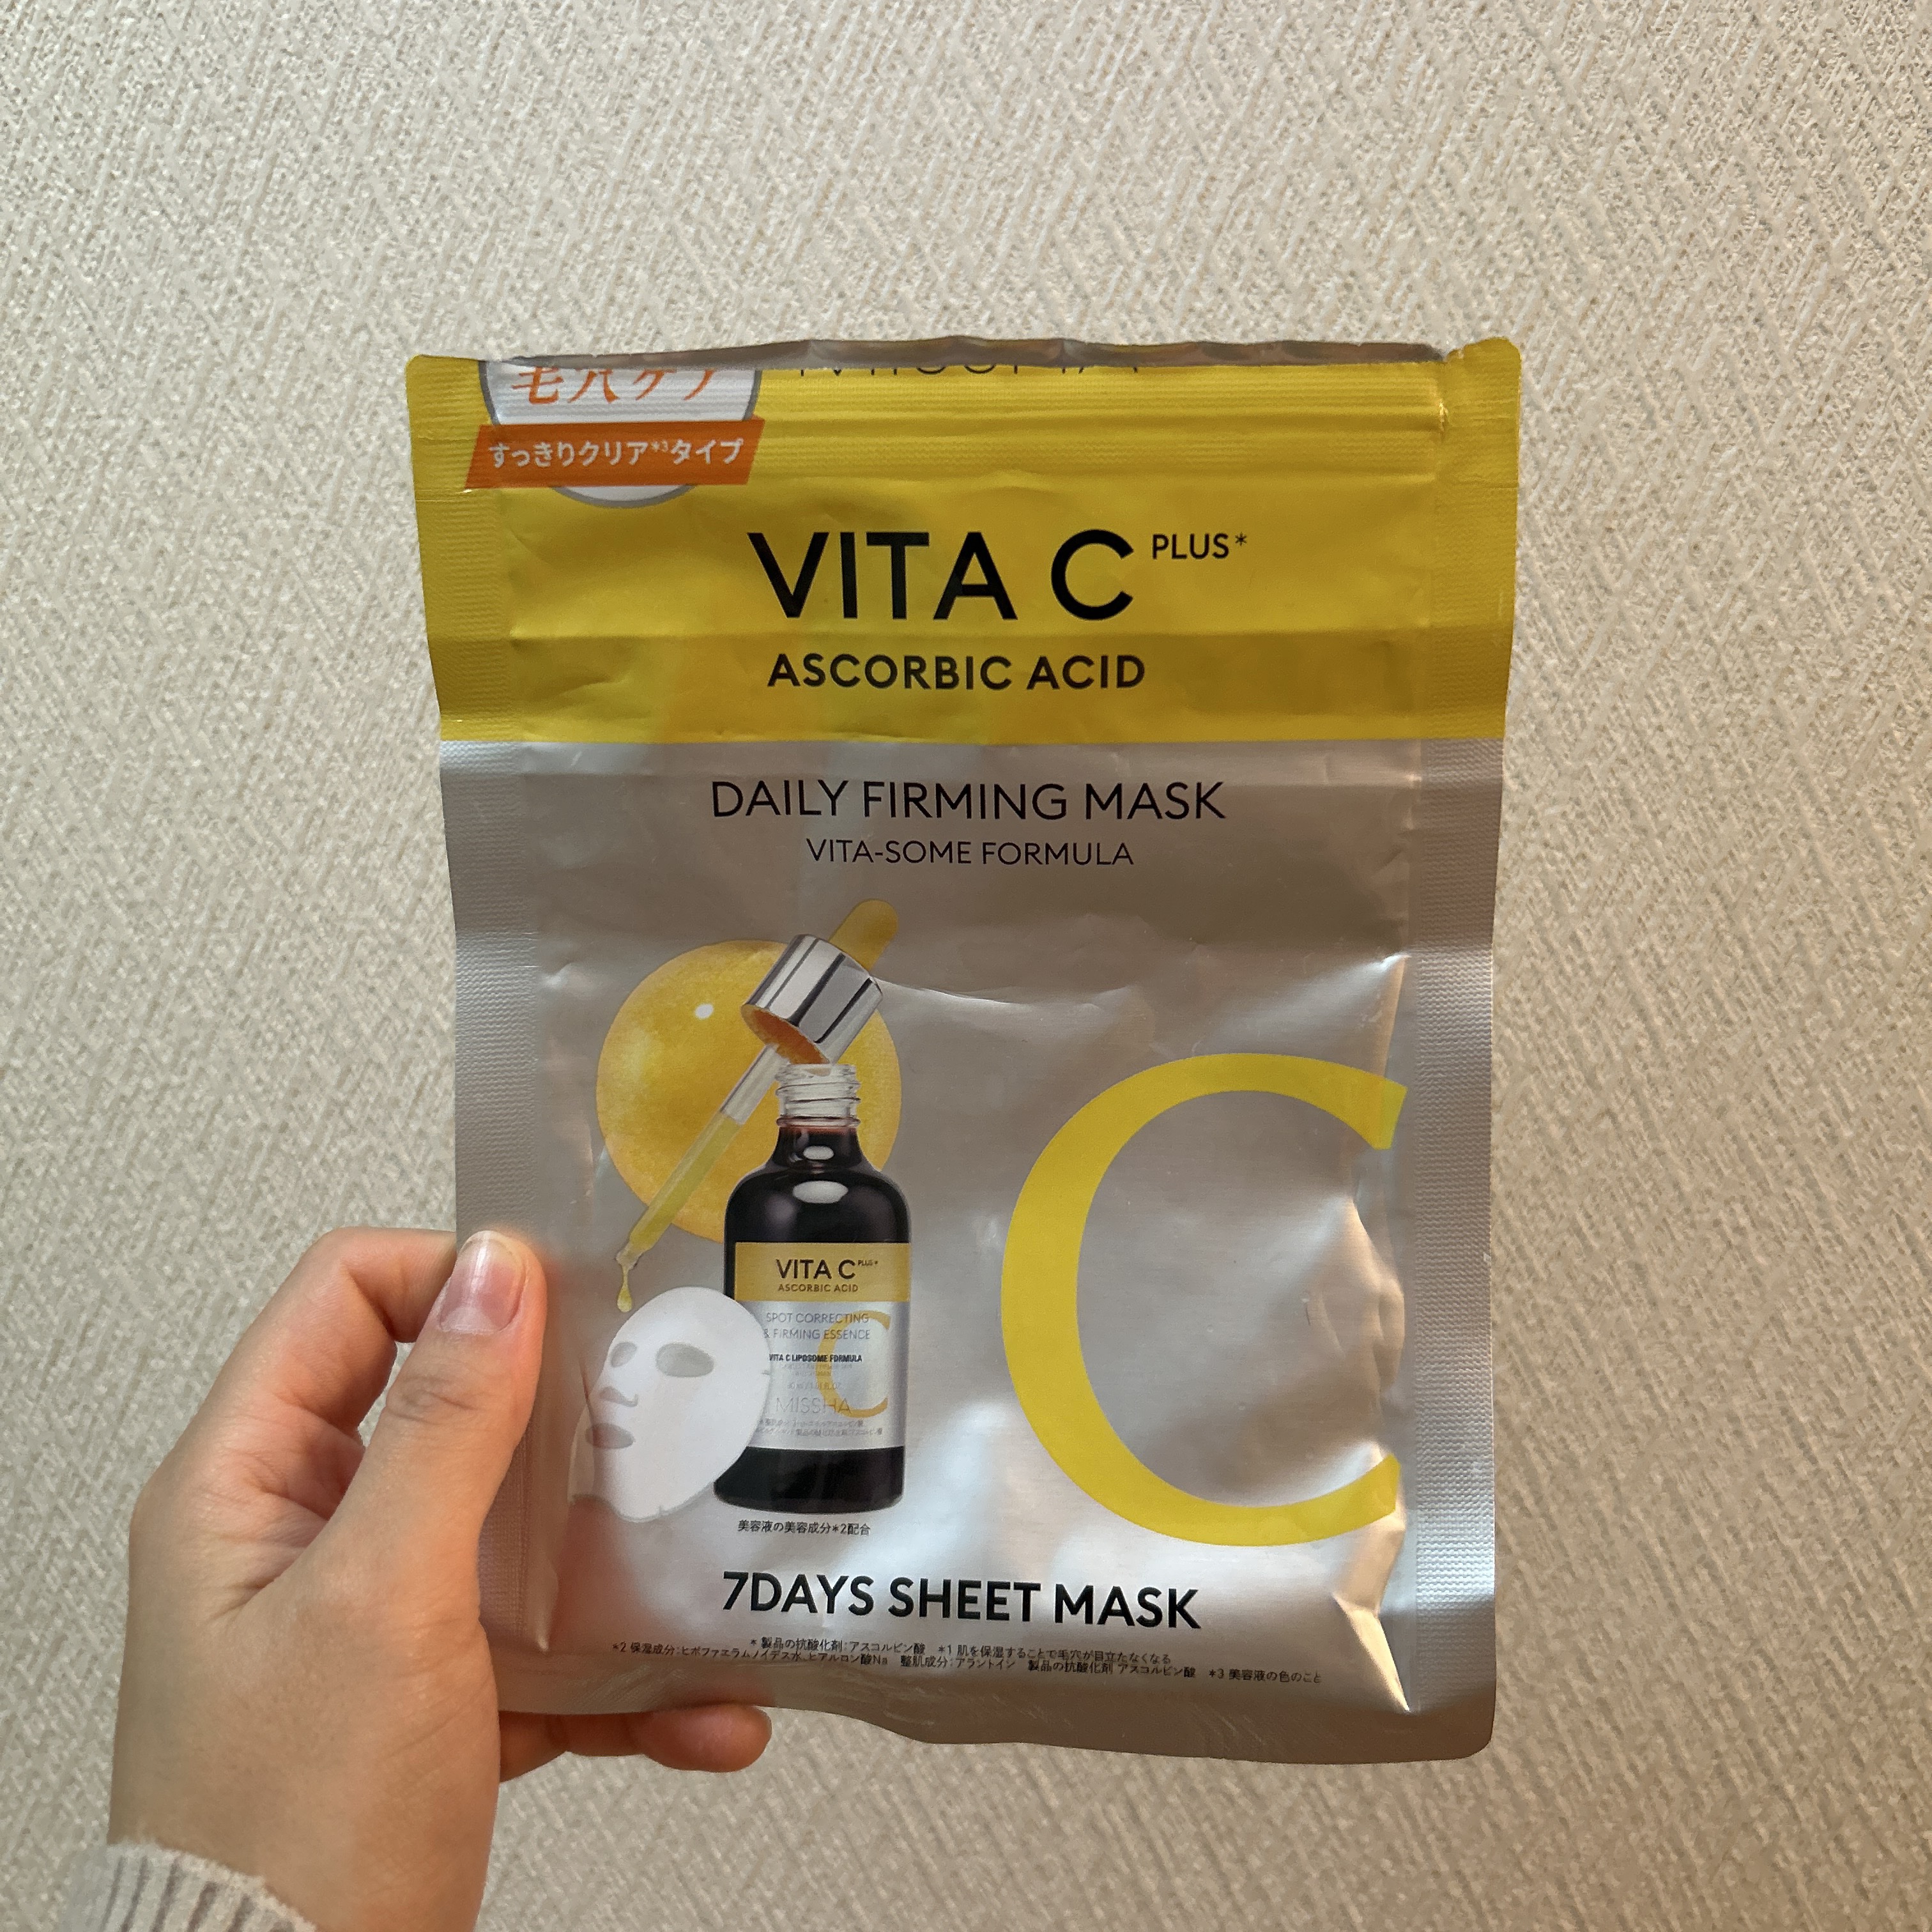 毛穴ケア
すっきりクリア*3タイプ
VITA C PLUS*
ASCORBIC ACID
DAILY FIRMING MASK
VITA-SOME FORMULA
VITA C PLUS*
ASCORBIC ACID
SPOT CORRECTING
& FIRMING ESSENCE
VITA C LIPOSOME FORMULA
MISSHA
美容液の美容成分*2配合
7DAYS SHEET MASK
* 製品の抗酸化剤:アスコルビン酸 *1 肌を保湿することで毛穴が目立たなくなる
*2 保湿成分:ヒポファエラムノイデス水、ヒアルロン酸Na 整肌成分:アラントイン 製品の抗酸化剤 アスコルビン酸 *3 美容液の色のこと